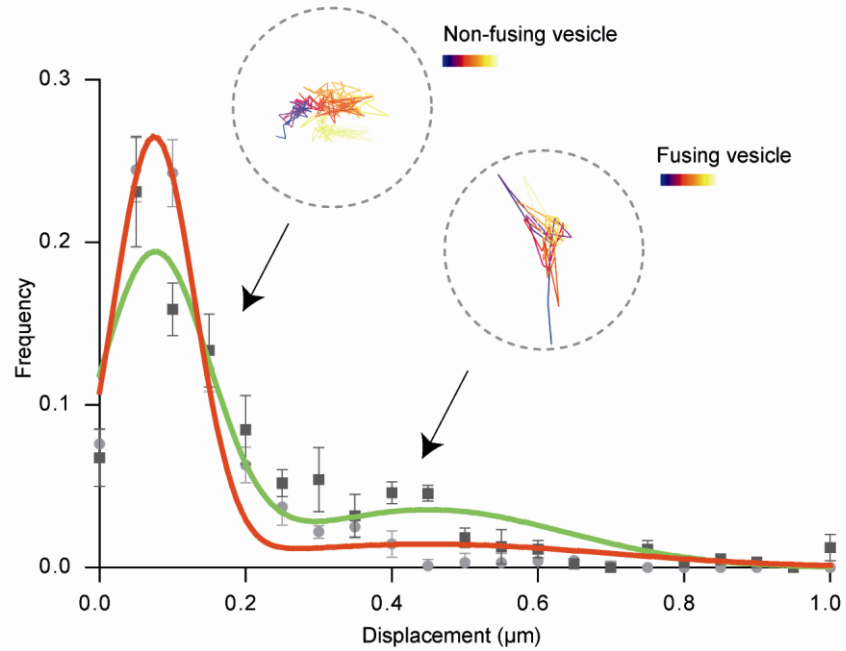 Non-fusing vesicle
Fusing vesicle
0.3
0.2
0.1
0.0
Frequency
0.0 0.2 0.4 0.6 0.8 1.0
Displacement (µm)